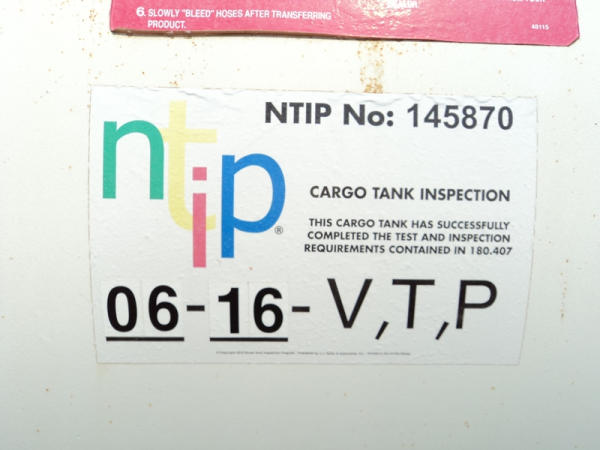 6. SLOWLY "BLEED" HOSES AFTER TRANSFERRING
PRODUCT.
40115
NTIP No: 145870
ntip®
CARGO TANK INSPECTION
THIS CARGO TANK HAS SUCCESSFULLY
COMPLETED THE TEST AND INSPECTION
REQUIREMENTS CONTAINED IN 180.407
06-16-V,T,P